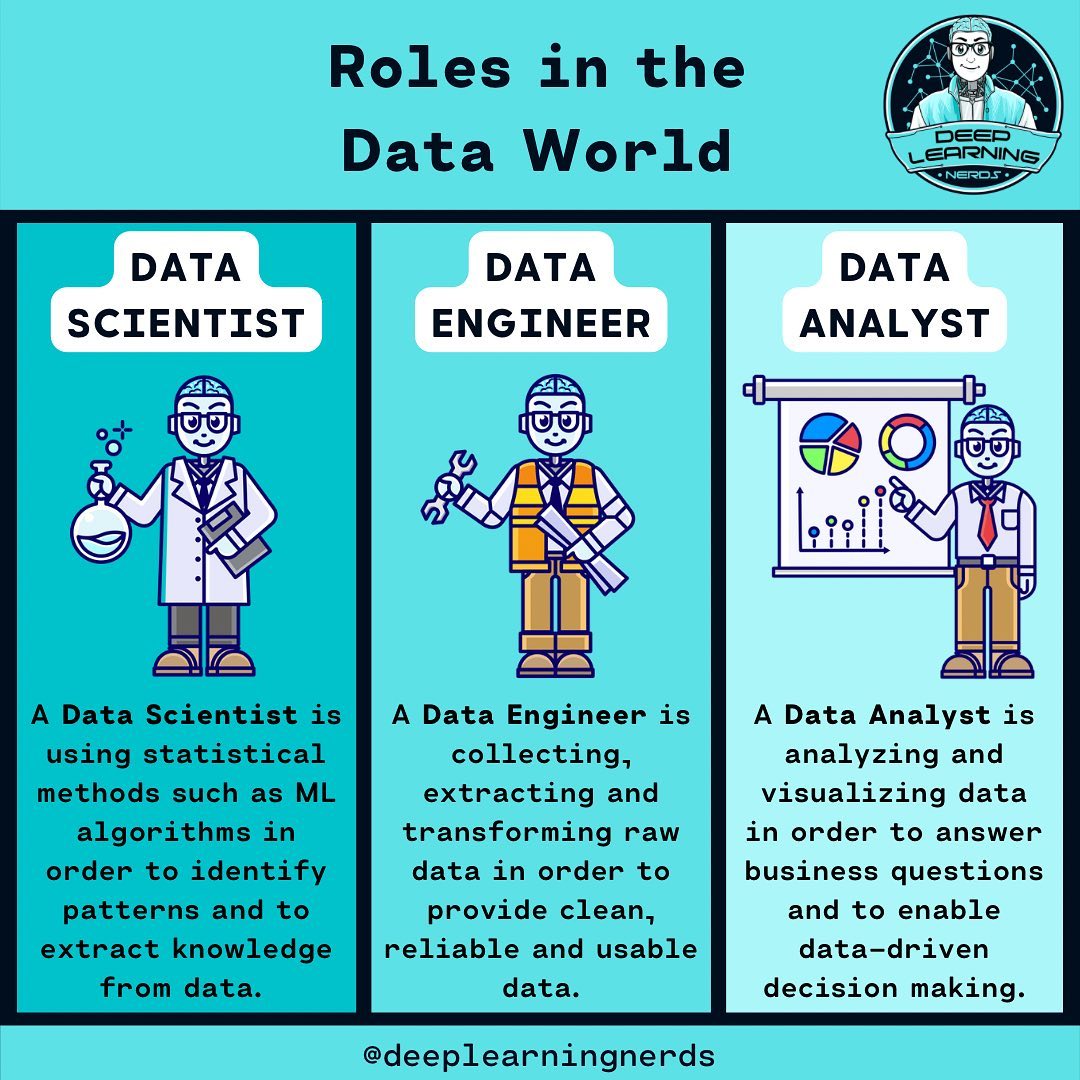 Roles in the
Data World
DEEP
LEARNING
NERDS
DATA
SCIENTIST
A Data Scientist is
using statistical
methods such as ML
algorithms in
order to identify
patterns and to
extract knowledge
from data.
DATA
ENGINEER
A Data Engineer is
collecting,
extracting and
transforming raw
data in order to
provide clean,
reliable and usable
data.
DATA
ANALYST
A Data Analyst is
analyzing and
visualizing data
in order to answer
business questions
and to enable
data-driven
decision making.
@deeplearningnerds